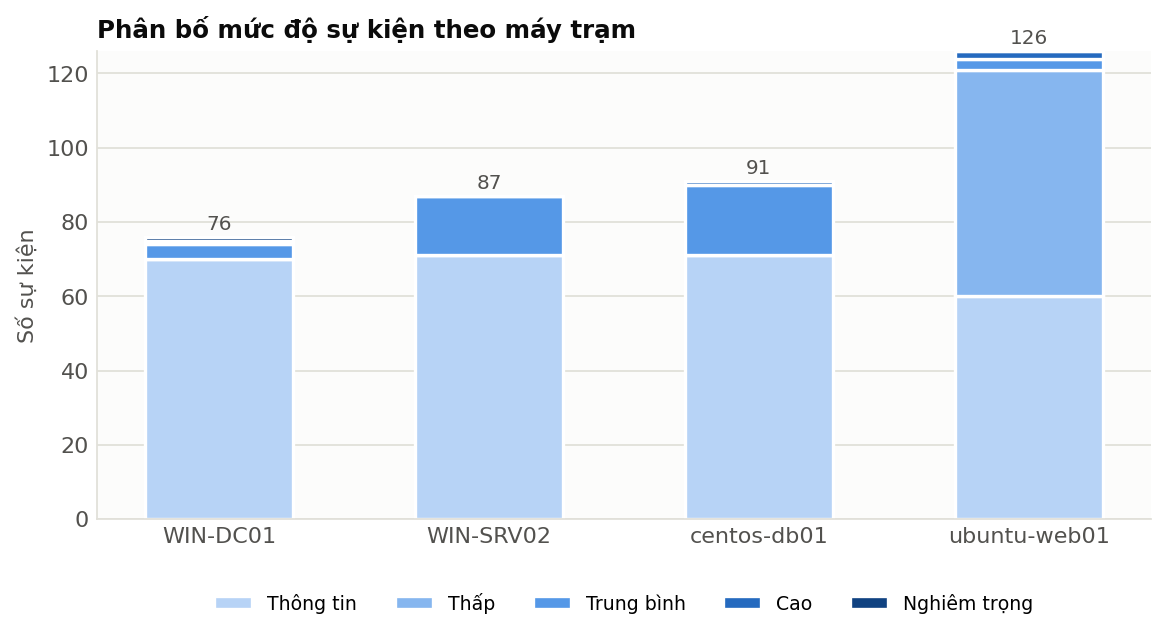 Phân bố mức độ sự kiện theo máy trạm
126
120
100
91
87
80
76
60
40
20
0
Số sự kiện
WIN-DC01 WIN-SRV02 centos-db01 ubuntu-web01
Thông tin Thấp Trung bình Cao Nghiêm trọng